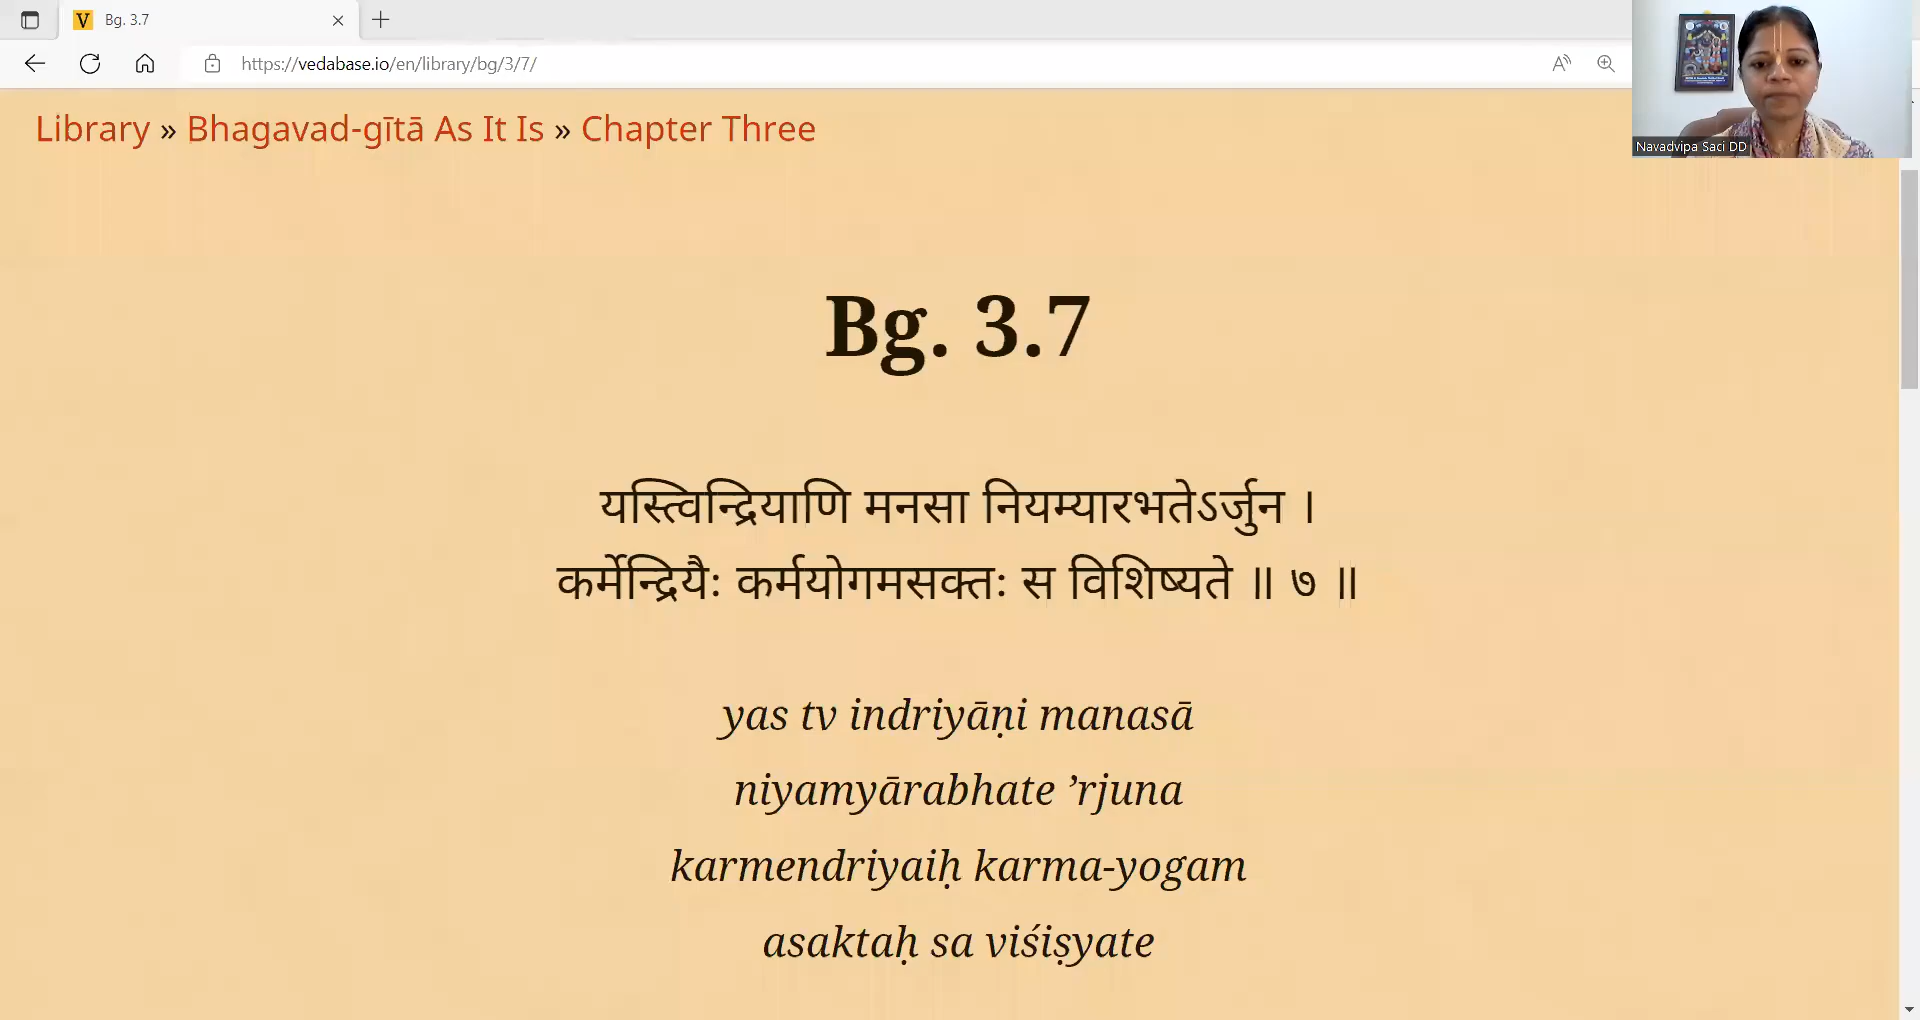 Bg. 3.7
https://vedabase.io/en/library/bg/3/7/
Navadvipa Saci DD
Library » Bhagavad-gītā As It Is » Chapter Three
Bg. 3.7
यस्त्विन्द्रियाणि मनसा नियम्यारभतेऽर्जुन ।
कर्मेन्द्रियैः कर्मयोगमसक्तः स विशिष्यते ॥ ७ ॥
yas tv indriyāṇi manasā
niyamyārabhate ’rjuna
karmendriyaiḥ karma-yogam
asaktaḥ sa viśiṣyate